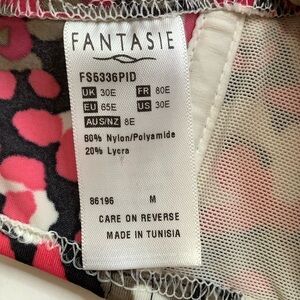 FANTASIE
FS6336PID
UK 30E FR 80E
EU 65E US 30E
AUS/NZ 8E
80% Nylon/Polyamide
20% Lycra
86196 M
CARE ON REVERSE
MADE IN TUNISIA